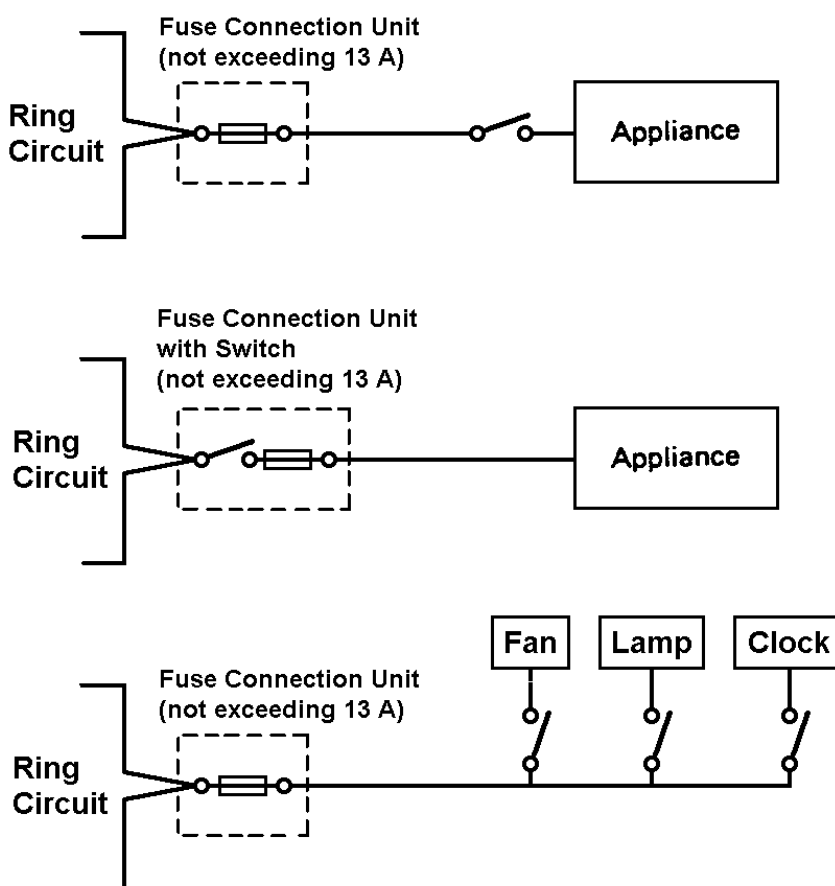 Fuse Connection Unit
(not exceeding 13 A)
Ring
Circuit
Appliance
Fuse Connection Unit
with Switch
(not exceeding 13 A)
Ring
Circuit
Appliance
Fan
Lamp
Clock
Fuse Connection Unit
(not exceeding 13 A)
Ring
Circuit